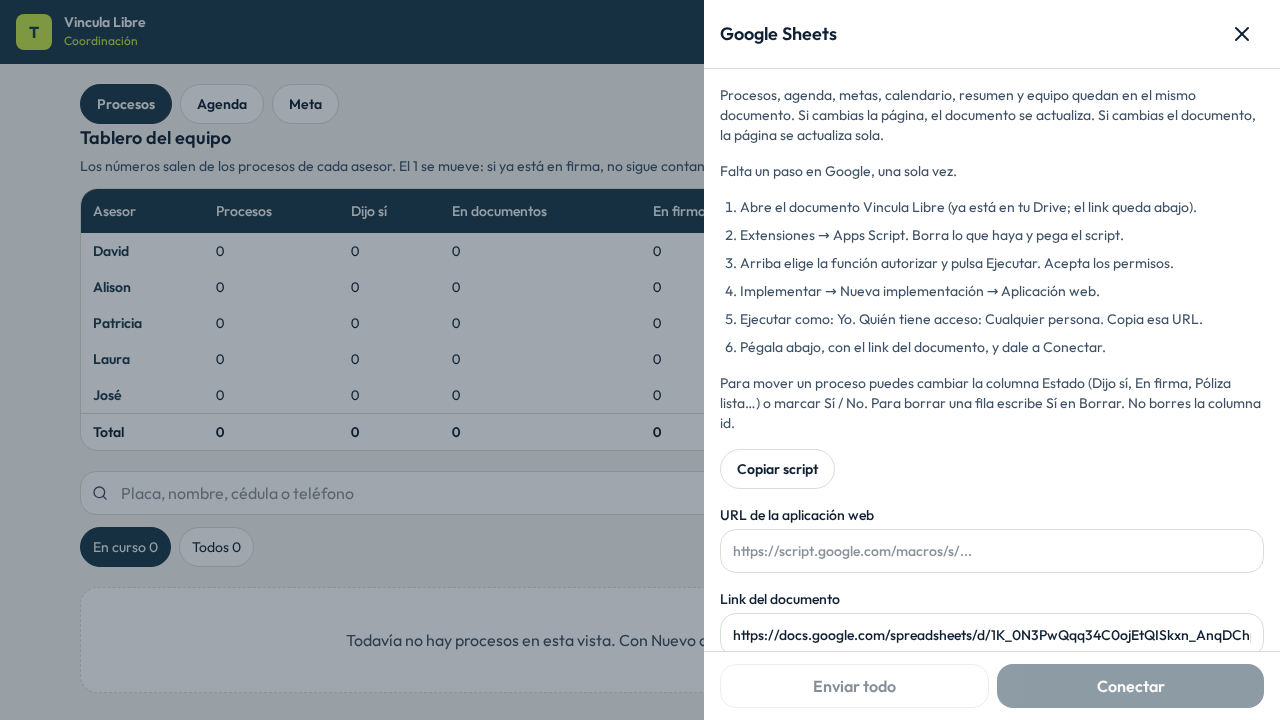 T
Vincula Libre
Coordinación
Procesos
Agenda
Meta
Tablero del equipo
Los números salen de los procesos de cada asesor. El 1 se mueve: si ya está en firma, no sigue
Asesor Procesos Dijo sí En documentos En firma
David 0 0 0 0
Alison 0 0 0 0
Patricia 0 0 0 0
Laura 0 0 0 0
José 0 0 0 0
Total 0 0 0 0
Placa, nombre, cédula o teléfono
En curso 0
Todos 0
Todavía no hay procesos en esta vista. Con Nuevo
Google Sheets
Procesos, agenda, metas, calendario, resumen y equipo quedan en el mismo
documento. Si cambias la página, el documento se actualiza. Si cambias el documento,
la página se actualiza sola.
Falta un paso en Google, una sola vez.
1. Abre el documento Vincula Libre (ya está en tu Drive; el link queda abajo).
2. Extensiones → Apps Script. Borra lo que haya y pega el script.
3. Arriba elige la función autorizar y pulsa Ejecutar. Acepta los permisos.
4. Implementar → Nueva implementación → Aplicación web.
5. Ejecutar como: Yo. Quién tiene acceso: Cualquier persona. Copia esa URL.
6. Pégala abajo, con el link del documento, y dale a Conectar.
Para mover un proceso puedes cambiar la columna Estado (Dijo sí, En firma, Póliza
lista…) o marcar Sí / No. Para borrar una fila escribe Sí en Borrar. No borres la columna
id.
Copiar script
URL de la aplicación web
https://script.google.com/macros/s/...
Link del documento
https://docs.google.com/spreadsheets/d/1K_0N3PwQqq34C0ojEtQISkxn_AnqDCh
Enviar todo
Conectar